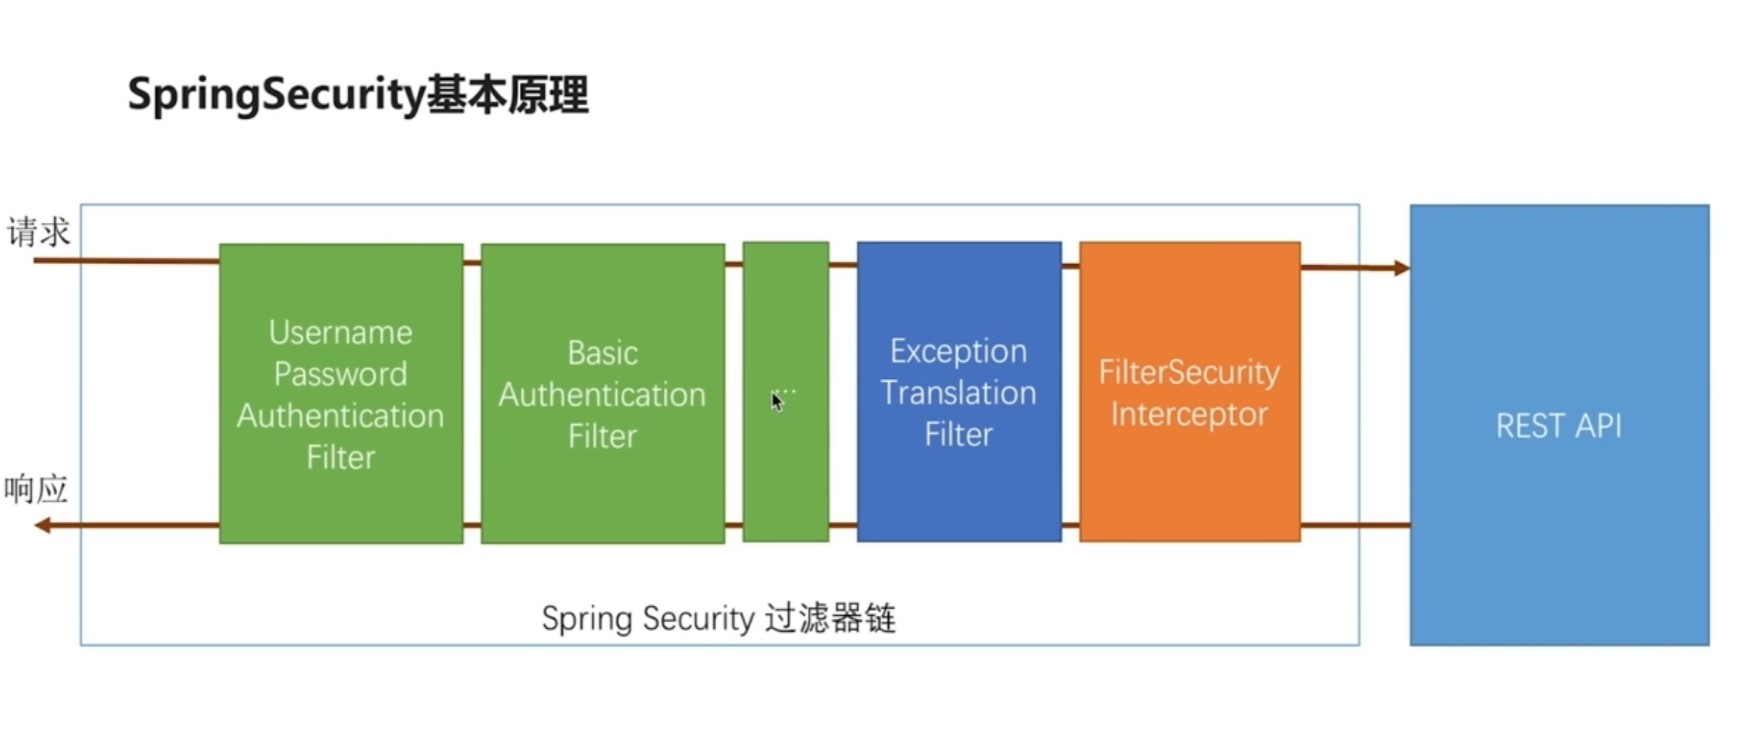 SpringSecurity基本原理
请求
Username
Password
Authentication
Filter
Basic
Authentication
Filter
...
Exception
Translation
Filter
FilterSecurity
Interceptor
REST API
响应
Spring Security 过滤器链